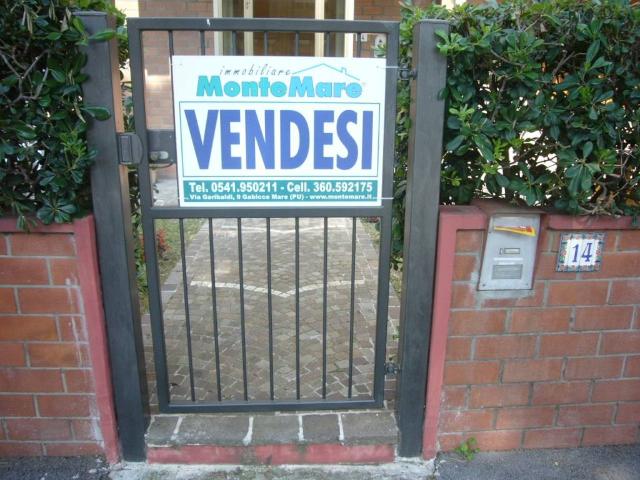 immobiliare
MonteMare
VENDESI
Tel. 0541.950211 - Cell. 360.592175
Via Garibaldi, 9 Gabicce Mare (PU) - www.montemare.it
14